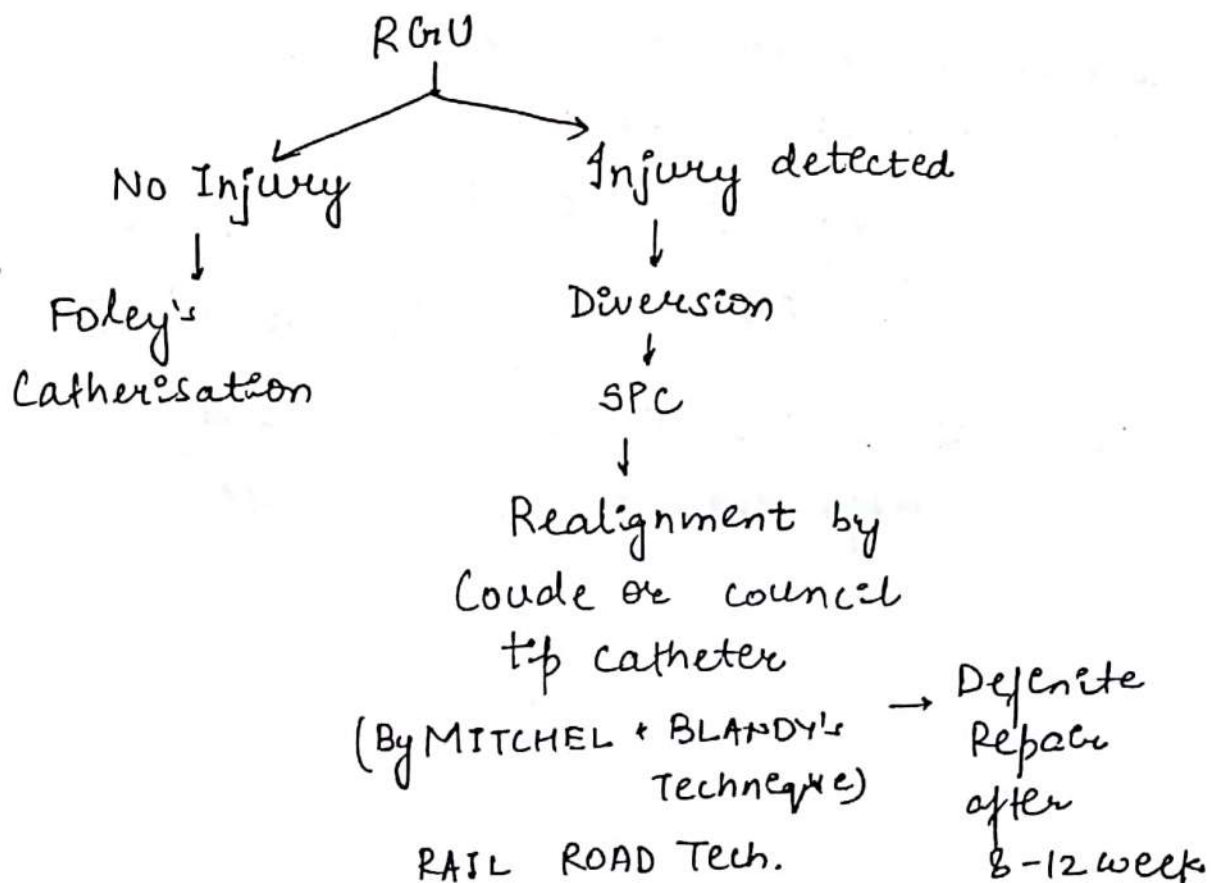 RGU
No Injury
Injury detected
Foley's
Catherisation
Diversion
SPC
Realignment by
Coude or council
tip catheter
(By MITCHEL & BLANDY's
Technique)
RAIL ROAD Tech.
→ Definite
Repair
after
8-12 week